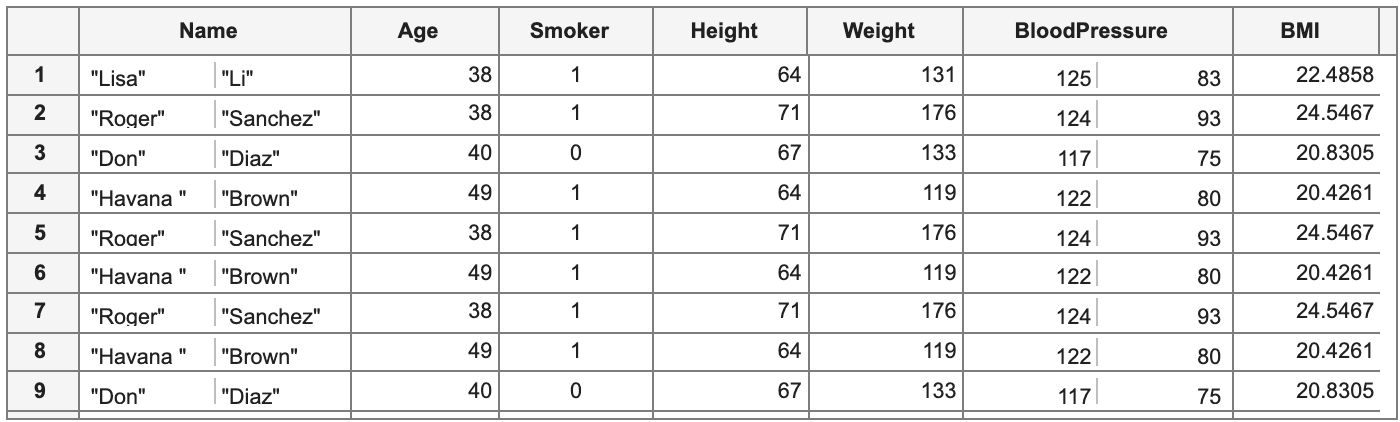 Name Age Smoker Height Weight BloodPressure BMI
1 "Lisa" "Li" 38 1 64 131 125 83 22.4858
2 "Roger" "Sanchez" 38 1 71 176 124 93 24.5467
3 "Don" "Diaz" 40 0 67 133 117 75 20.8305
4 "Havana " "Brown" 49 1 64 119 122 80 20.4261
5 "Roger" "Sanchez" 38 1 71 176 124 93 24.5467
6 "Havana " "Brown" 49 1 64 119 122 80 20.4261
7 "Roger" "Sanchez" 38 1 71 176 124 93 24.5467
8 "Havana " "Brown" 49 1 64 119 122 80 20.4261
9 "Don" "Diaz" 40 0 67 133 117 75 20.8305